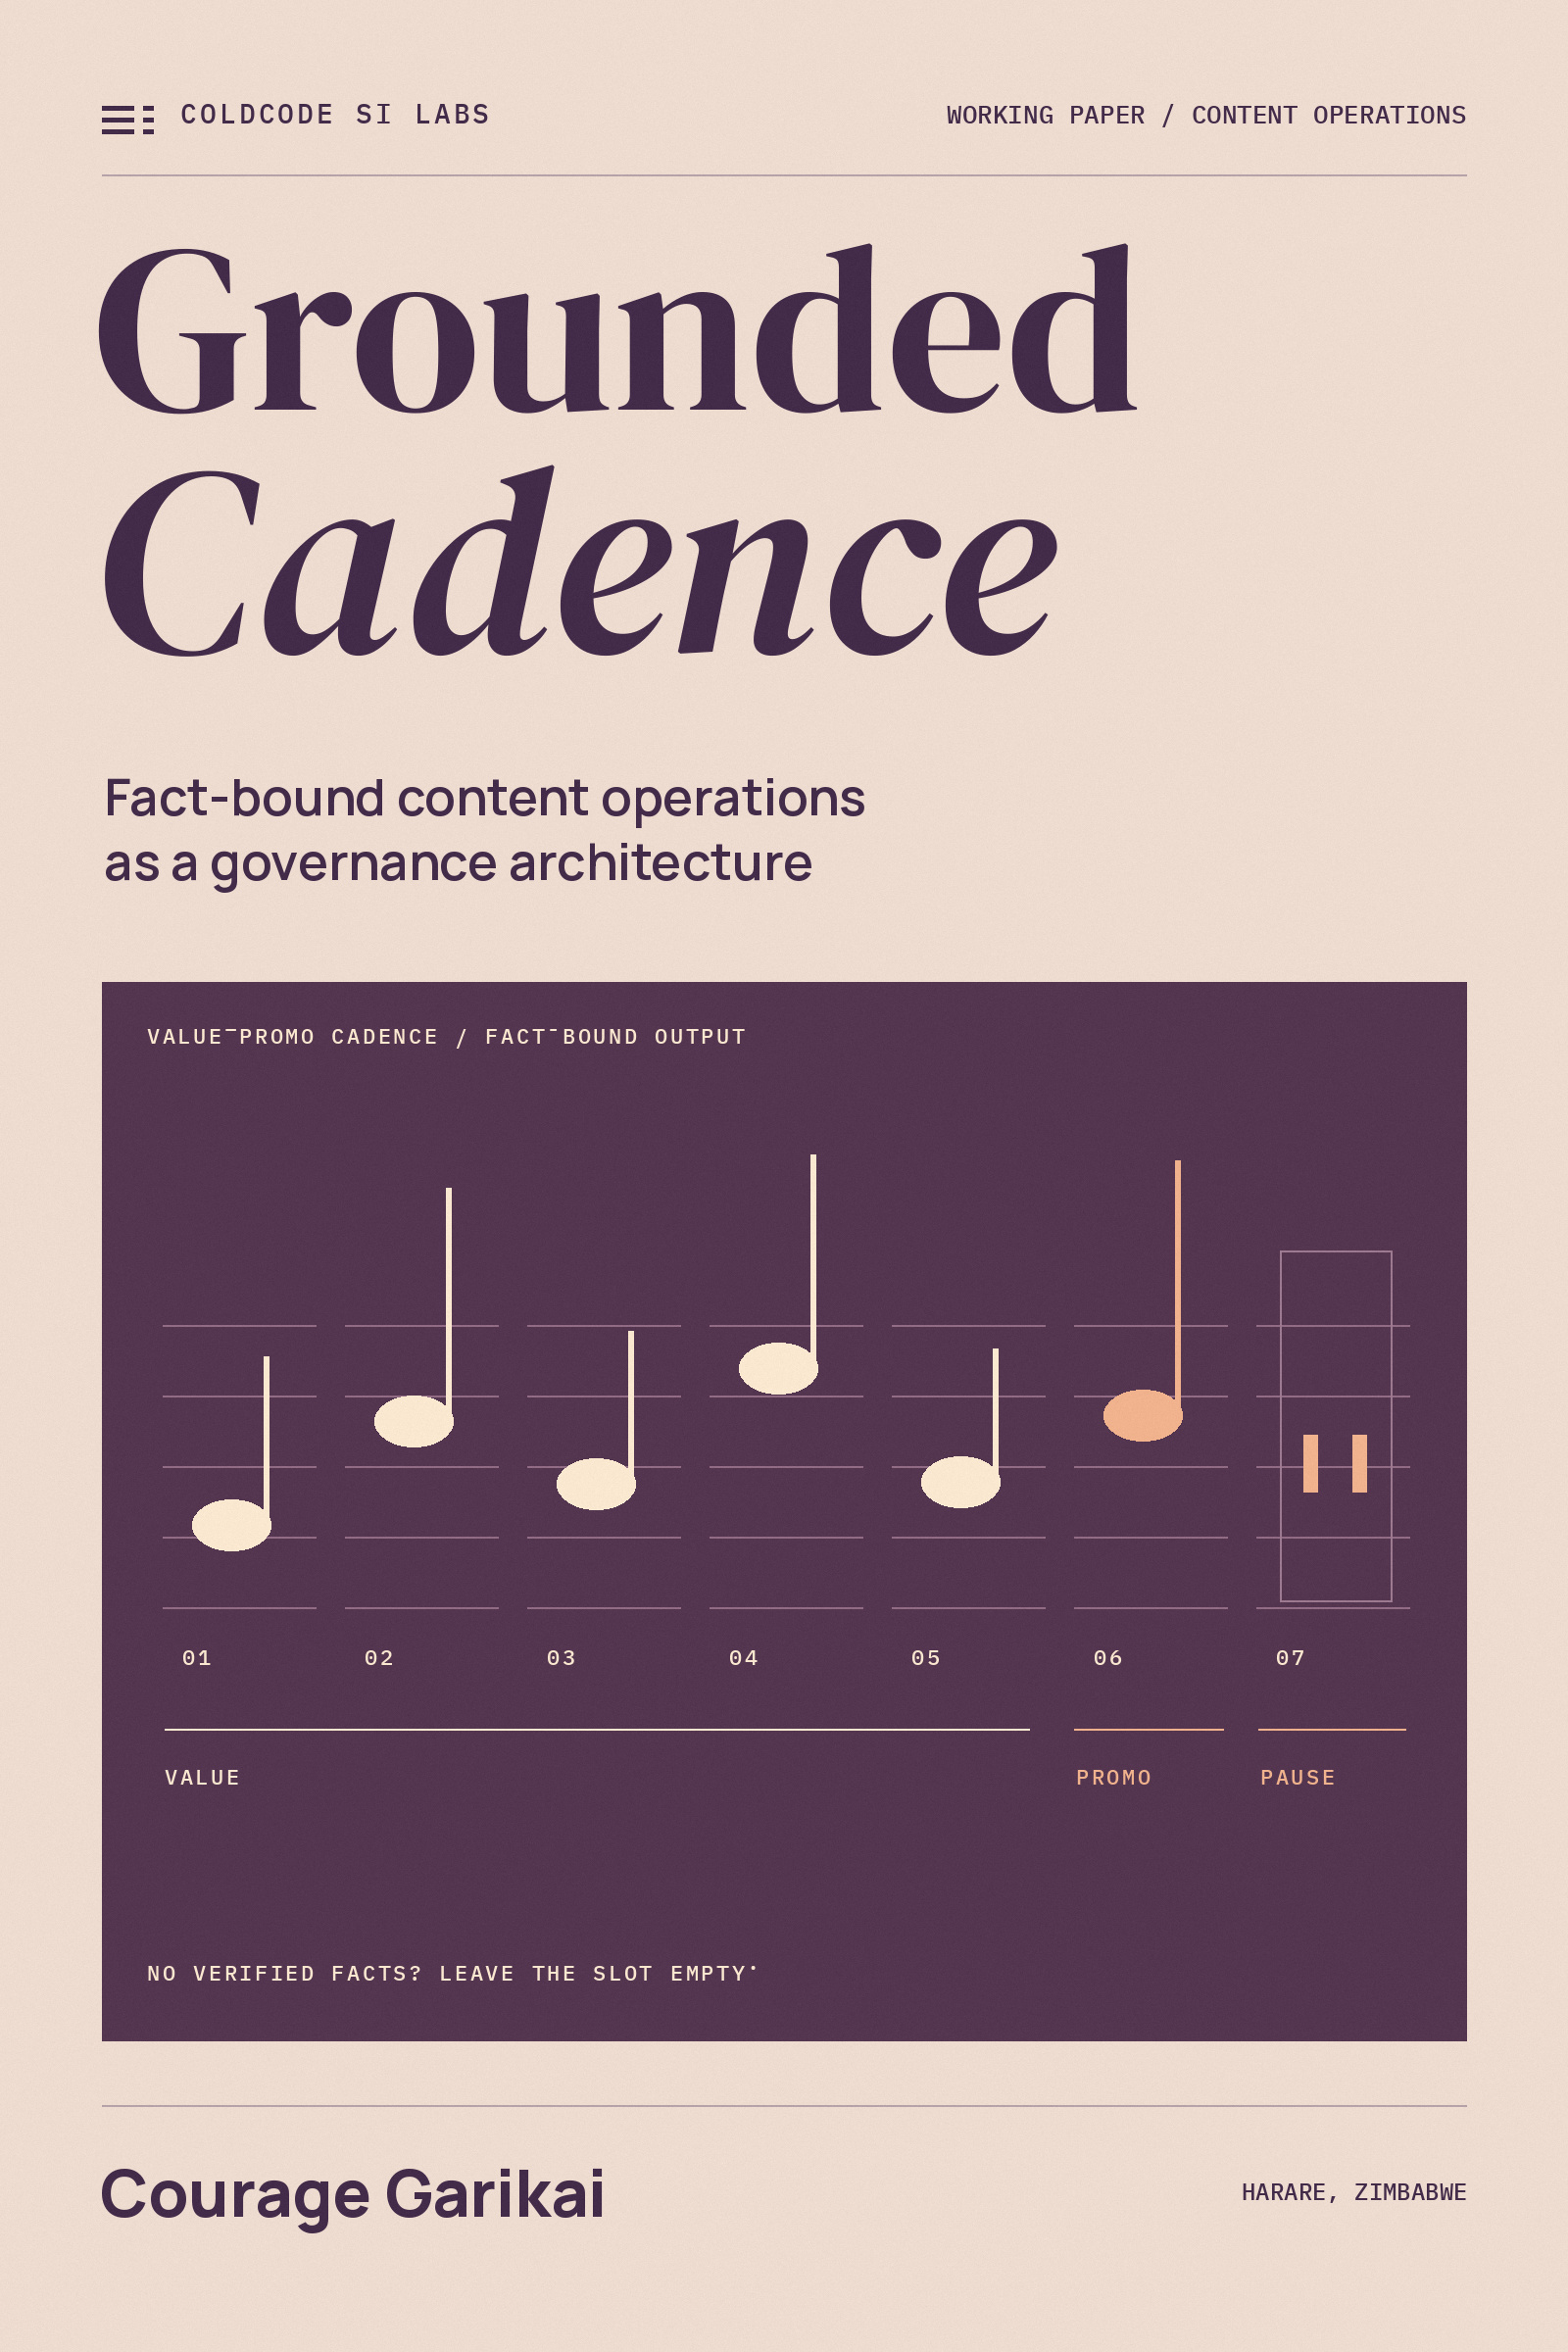 COLDCODE SI LABS
WORKING PAPER / CONTENT OPERATIONS
Grounded
Cadence
Fact-bound content operations
as a governance architecture
VALUE-PROMO CADENCE / FACT-BOUND OUTPUT
01 02 03 04 05 06 07
VALUE PROMO PAUSE
NO VERIFIED FACTS? LEAVE THE SLOT EMPTY.
Courage Garikai
HARARE, ZIMBABWE